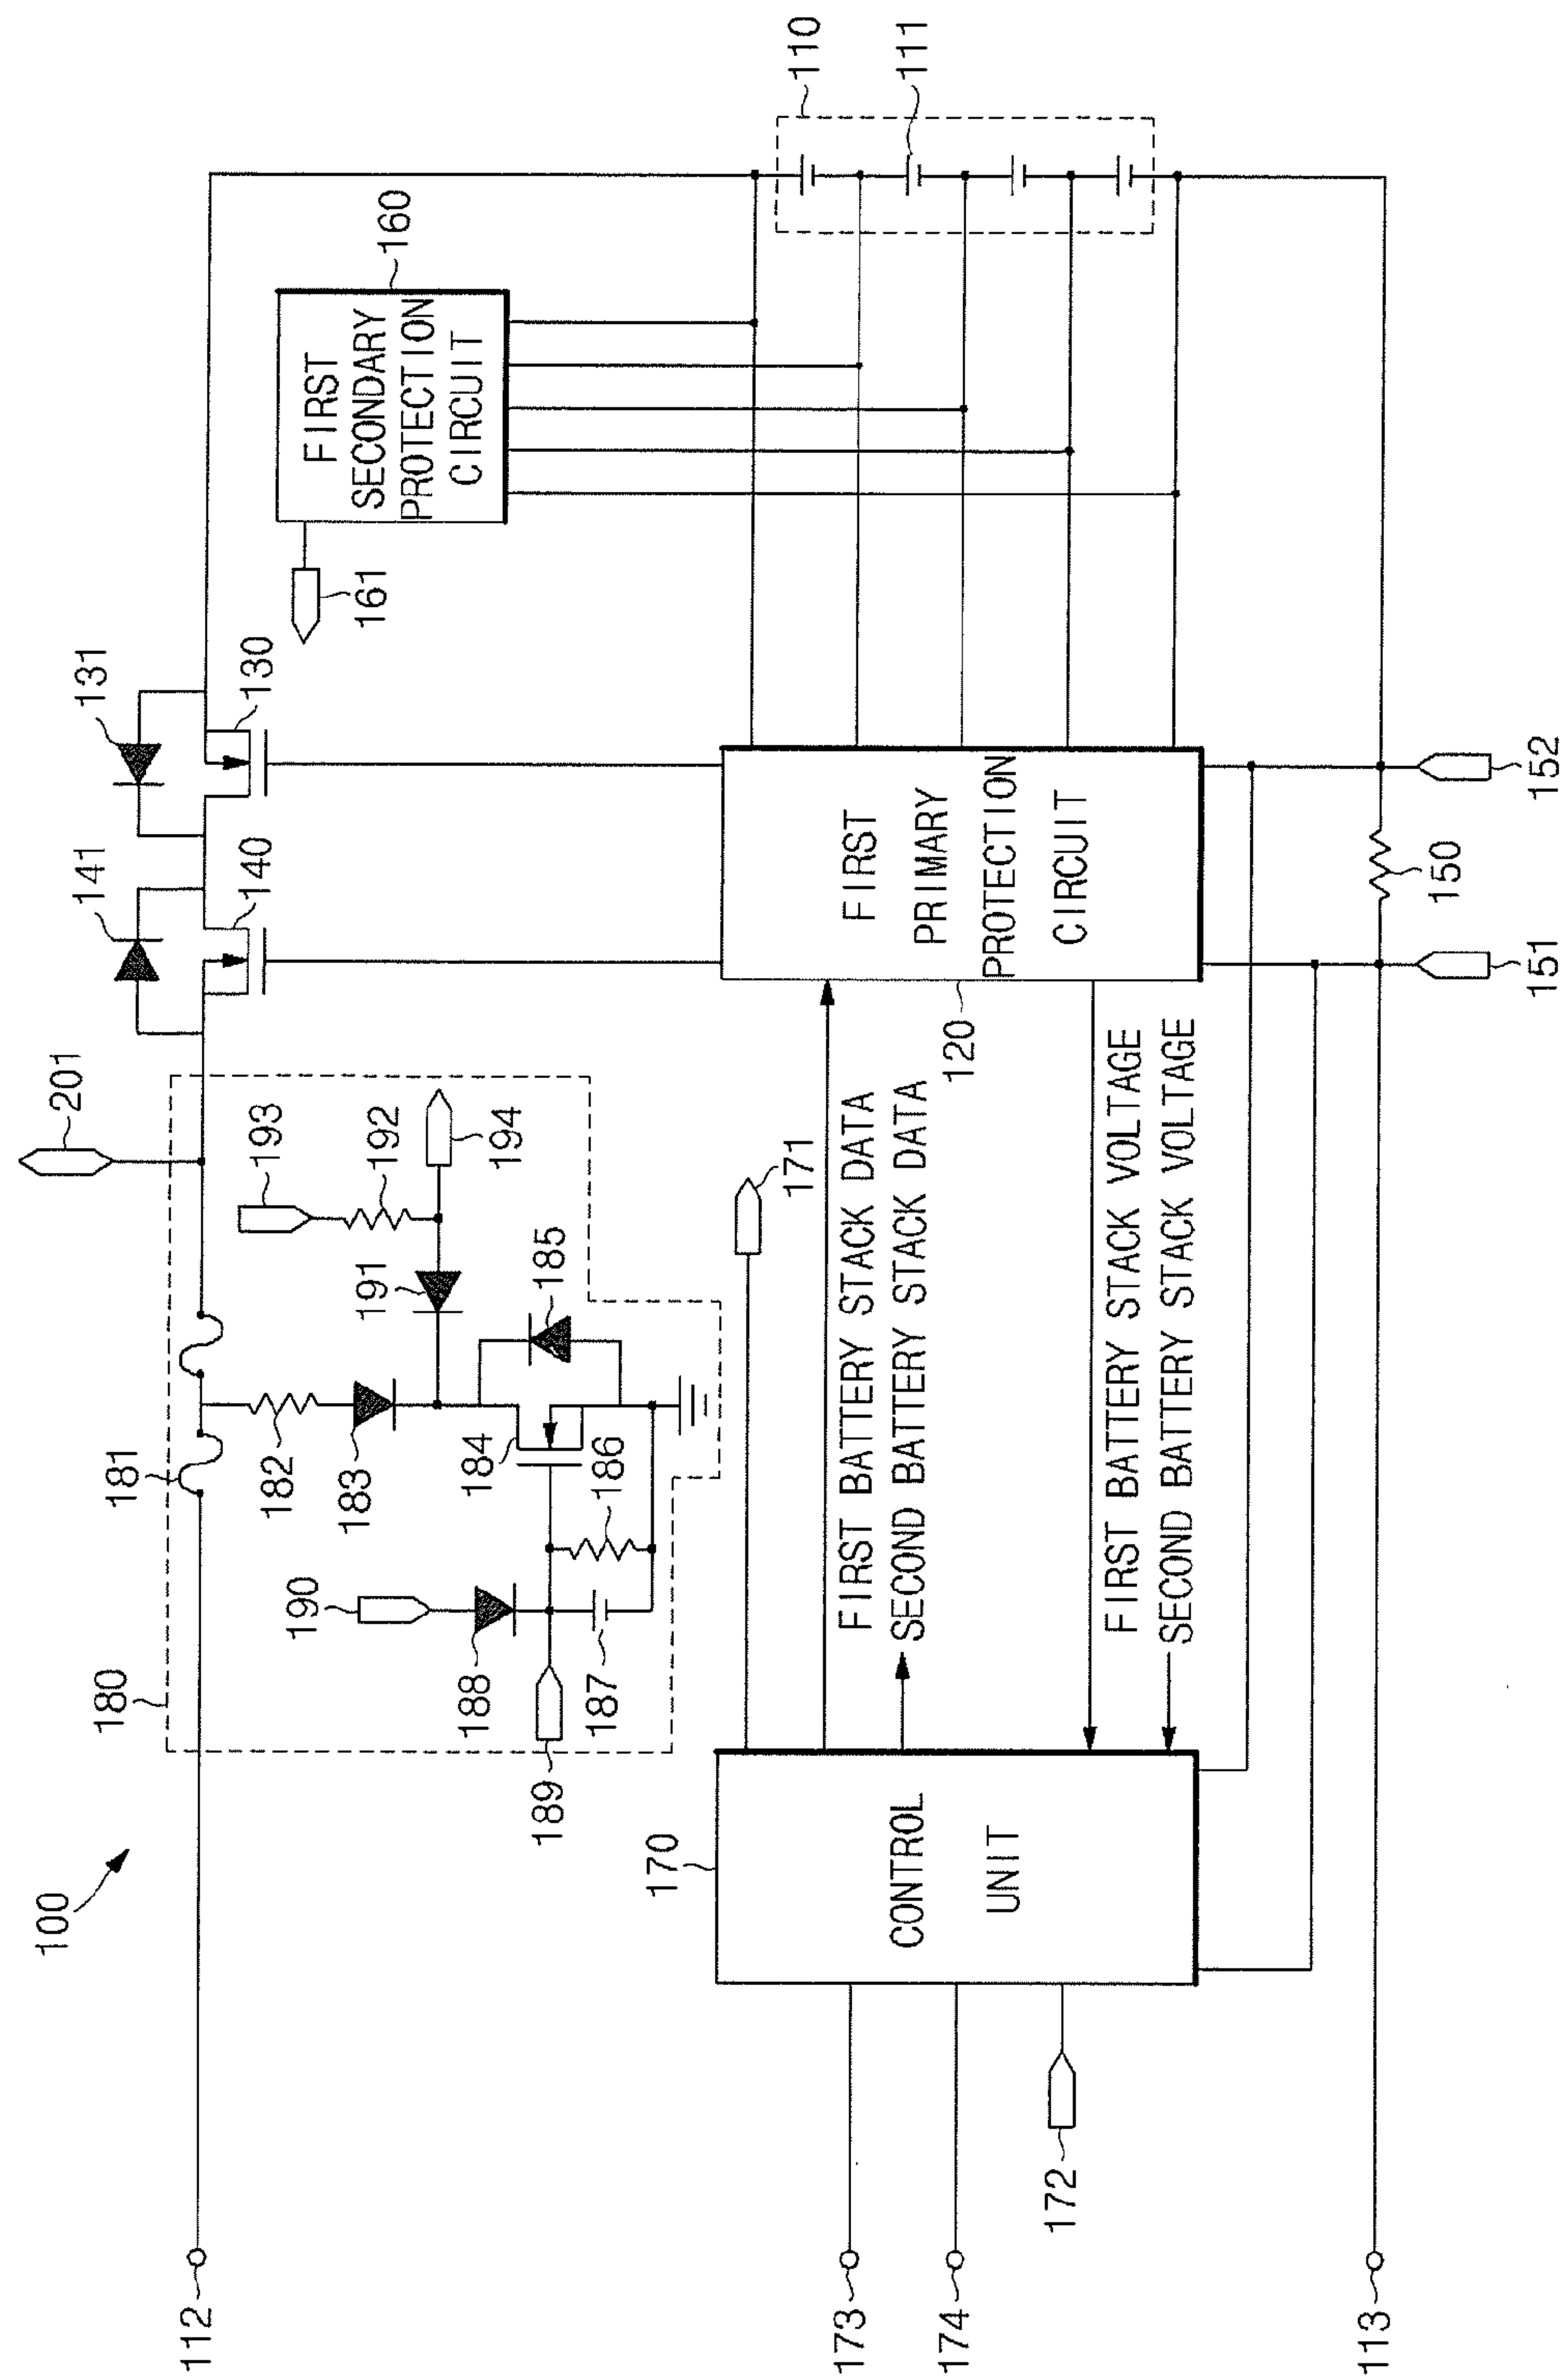 100
112
180
181
182
183
184
185
186
187
188
189
190
191
192
193
194
201
141
140
131
130
161
160
FIRST
SECONDARY
PROTECTION
CIRCUIT
110
111
170
CONTROL
UNIT
171
172
173
174
FIRST BATTERY STACK DATA
SECOND BATTERY STACK DATA
FIRST BATTERY STACK VOLTAGE
SECOND BATTERY STACK VOLTAGE
120
FIRST
PRIMARY
PROTECTION
CIRCUIT
150
151
152
113